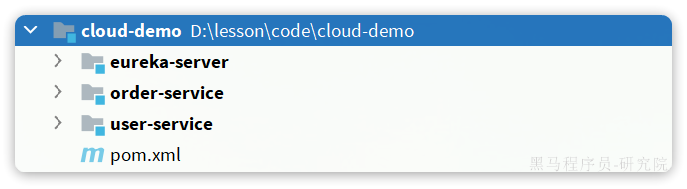 cloud-demo D:\lesson\code\cloud-demo
eureka-server
order-service
user-service
pom.xml
黑马程序员-研究院